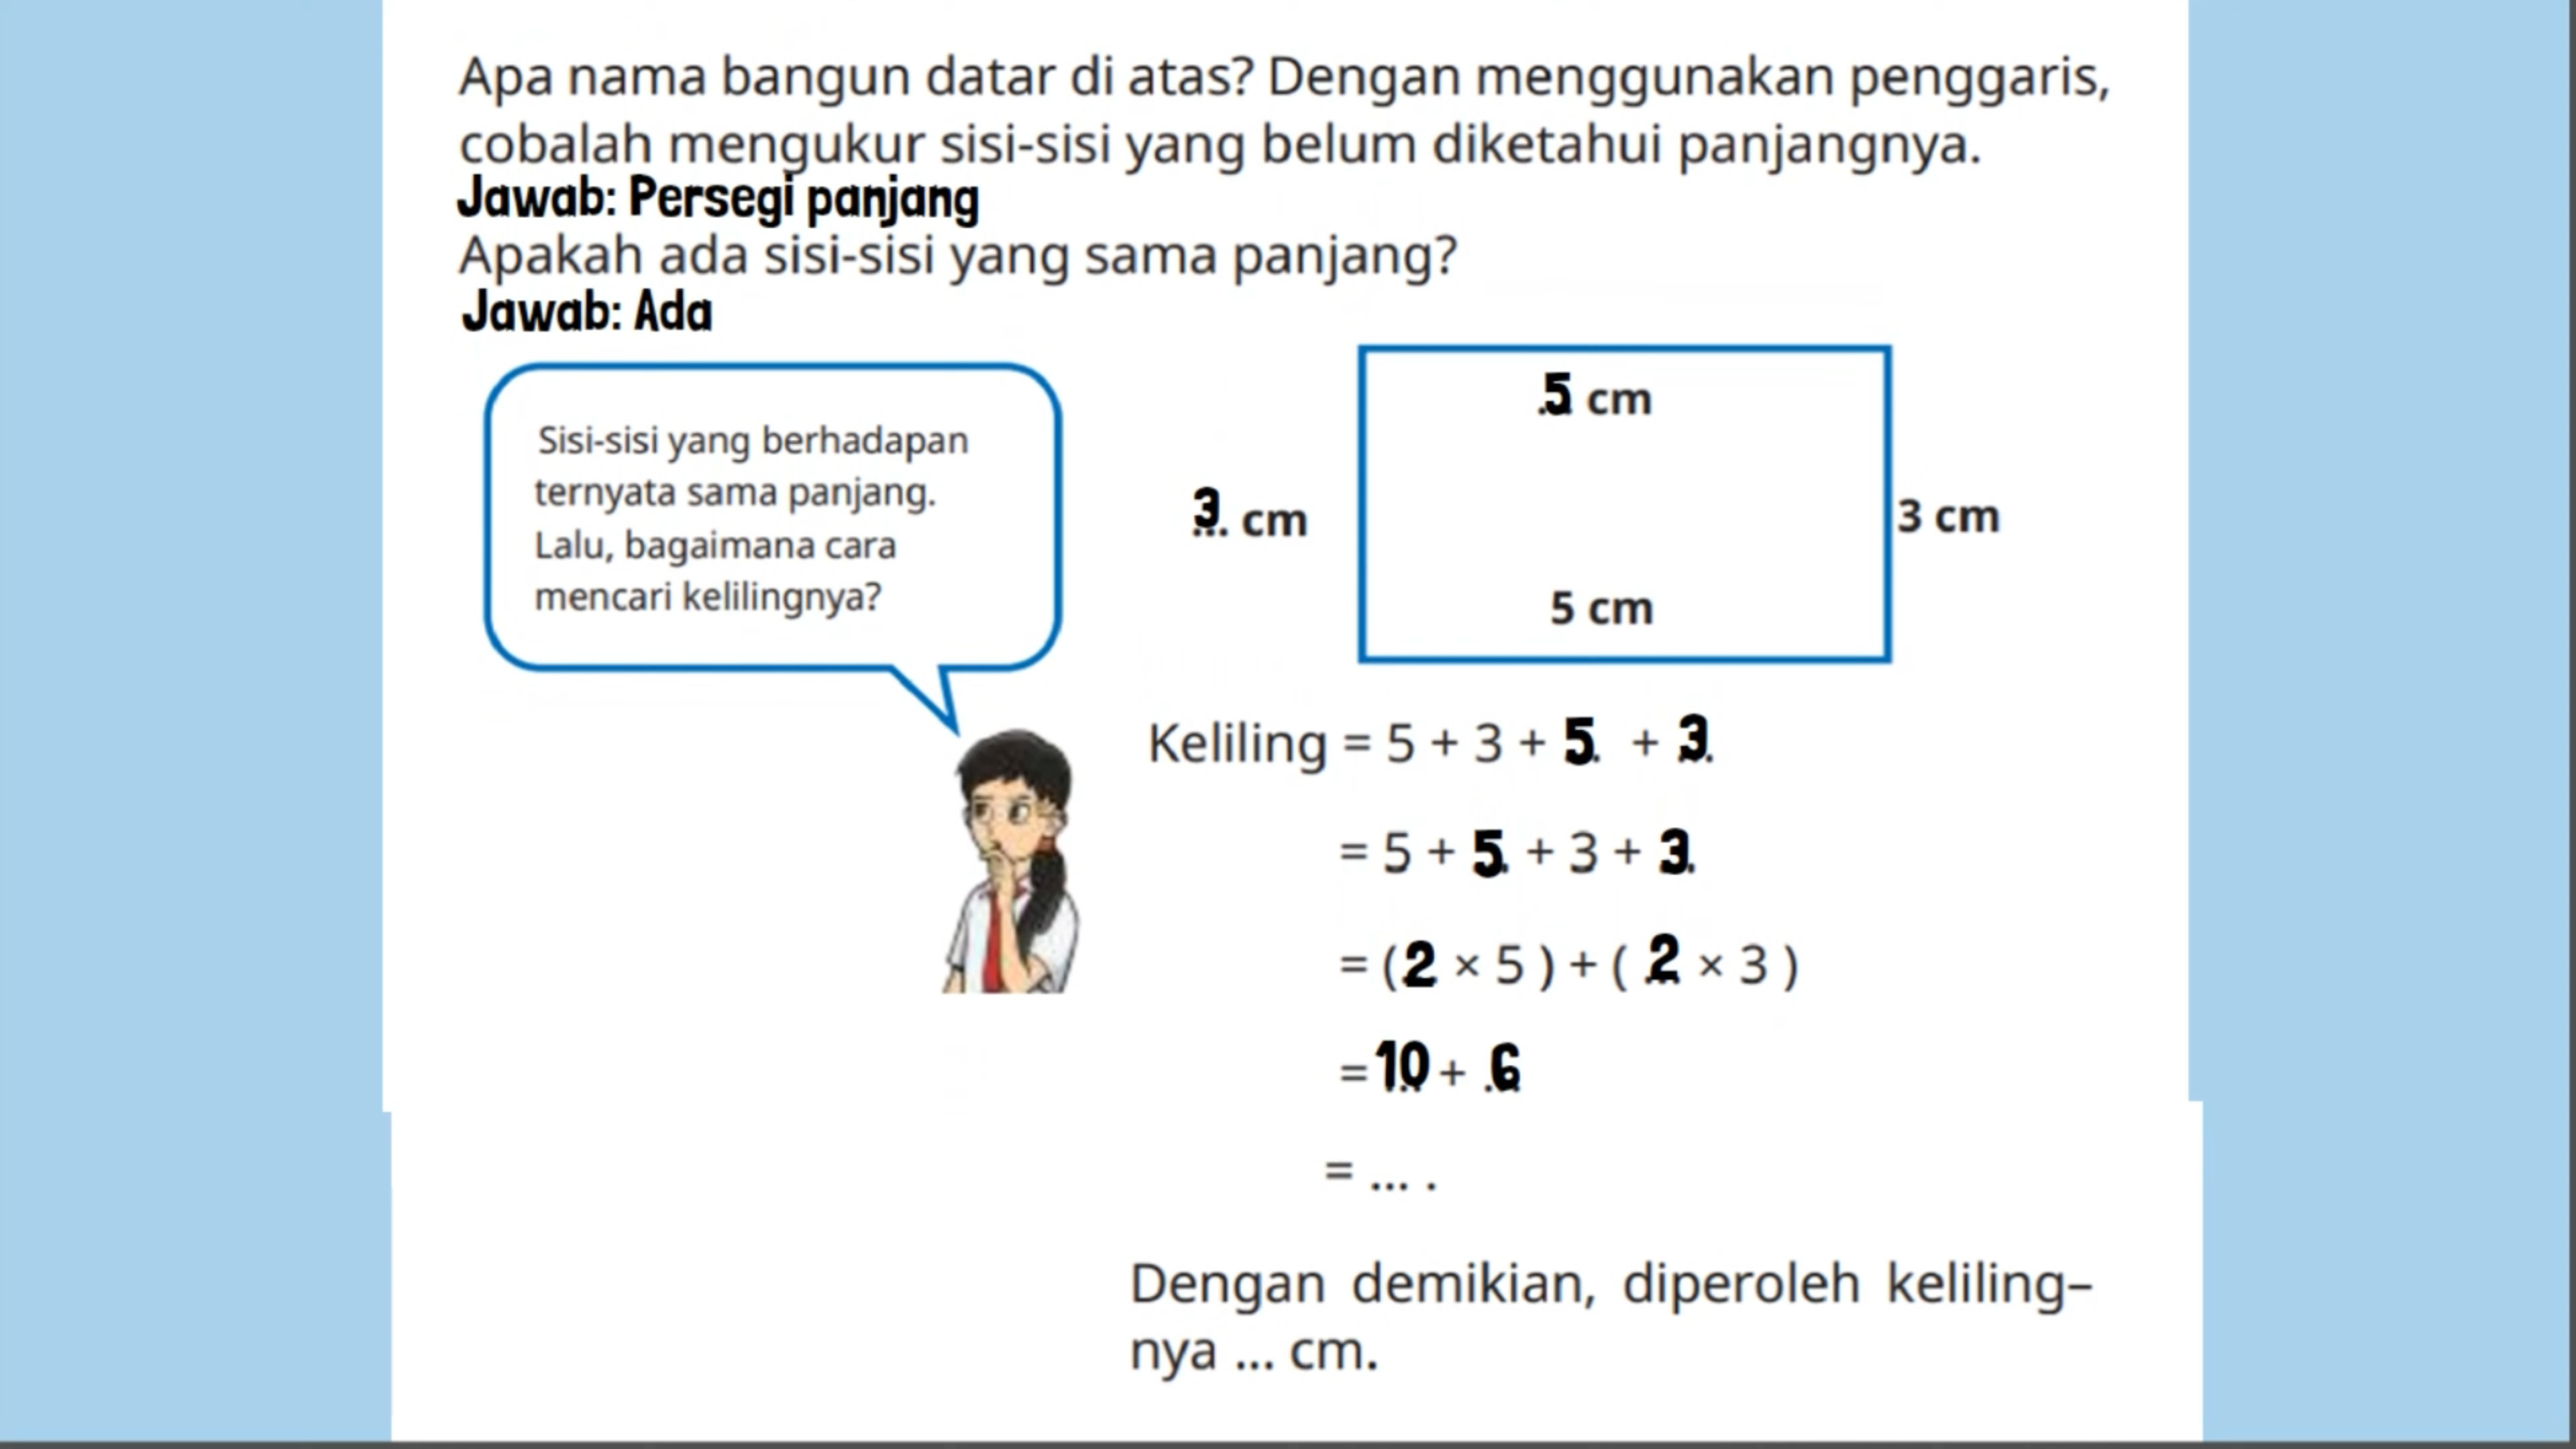 Apa nama bangun datar di atas? Dengan menggunakan penggaris,
cobalah mengukur sisi-sisi yang belum diketahui panjangnya.
Jawab: Persegi panjang
Apakah ada sisi-sisi yang sama panjang?
Jawab: Ada
Sisi-sisi yang berhadapan
ternyata sama panjang.
Lalu, bagaimana cara
mencari kelilingnya?
5 cm
3 cm
3 cm
5 cm
Keliling = 5 + 3 + 5 + 3
= 5 + 5 + 3 + 3
= (2 × 5 ) + ( 2 × 3 )
= 10 + 6
= ... .
Dengan demikian, diperoleh keliling–
nya ... cm.